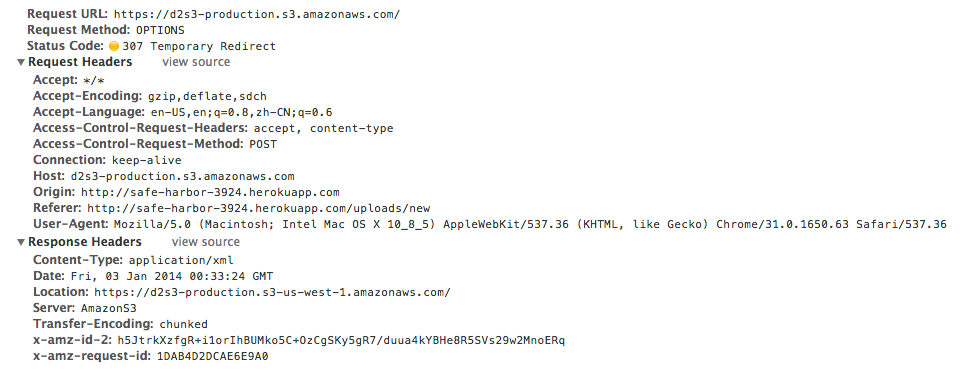 Request URL: https://d2s3-production.s3.amazonaws.com/
Request Method: OPTIONS
Status Code: 307 Temporary Redirect
Request Headers view source
Accept: */*
Accept-Encoding: gzip,deflate,sdch
Accept-Language: en-US,en;q=0.8,zh-CN;q=0.6
Access-Control-Request-Headers: accept, content-type
Access-Control-Request-Method: POST
Connection: keep-alive
Host: d2s3-production.s3.amazonaws.com
Origin: http://safe-harbor-3924.herokuapp.com
Referer: http://safe-harbor-3924.herokuapp.com/uploads/new
User-Agent: Mozilla/5.0 (Macintosh; Intel Mac OS X 10_8_5) AppleWebKit/537.36 (KHTML, like Gecko) Chrome/31.0.1650.63 Safari/537.36
Response Headers view source
Content-Type: application/xml
Date: Fri, 03 Jan 2014 00:33:24 GMT
Location: https://d2s3-production.s3-us-west-1.amazonaws.com/
Server: AmazonS3
Transfer-Encoding: chunked
x-amz-id-2: h5JtrkXzfgR+i1orIhBUMko5C+OzCgSKy5gR7/duua4kYBHe8R5SVs29w2MnoERq
x-amz-request-id: 1DAB4D2DCAE6E9A0